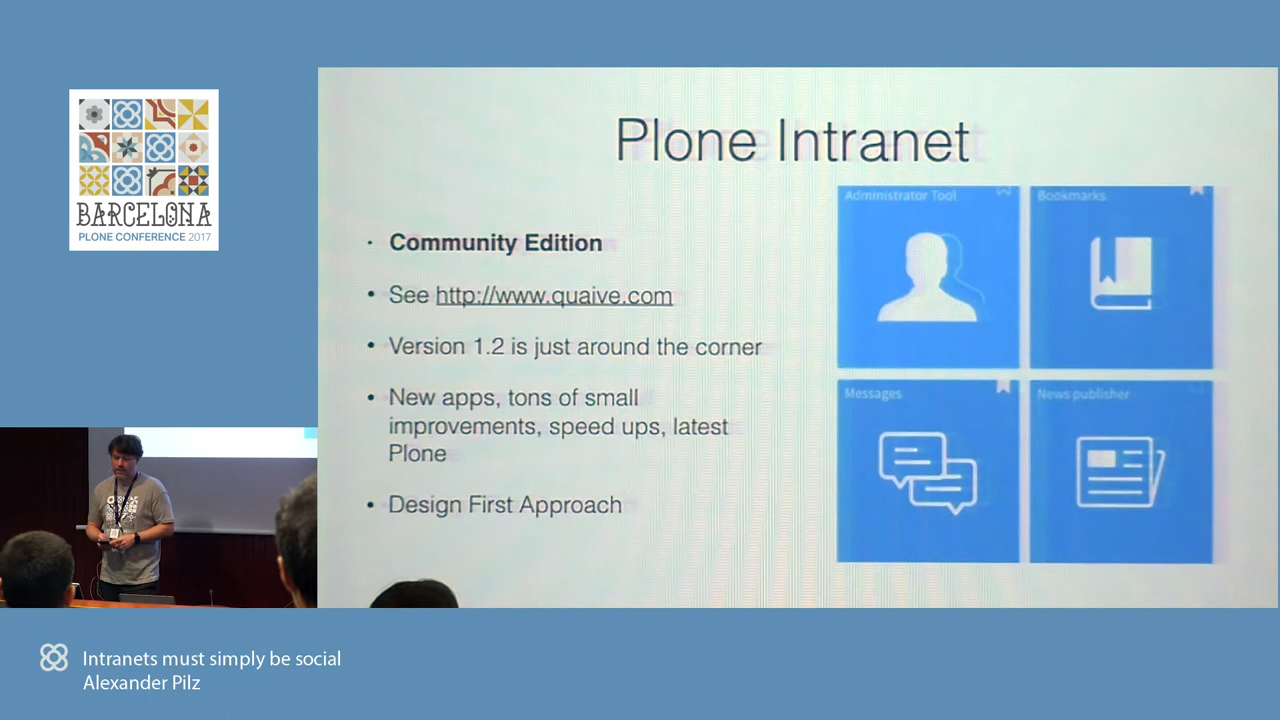 BARCELONA
PLONE CONFERENCE 2017
Plone Intranet
• Community Edition
• See http://www.quaive.com
• Version 1.2 is just around the corner
• New apps, tons of small
improvements, speed ups, latest
Plone
• Design First Approach
Administrator Tool
Bookmarks
Messages
News publisher
Intranets must simply be social
Alexander Pilz